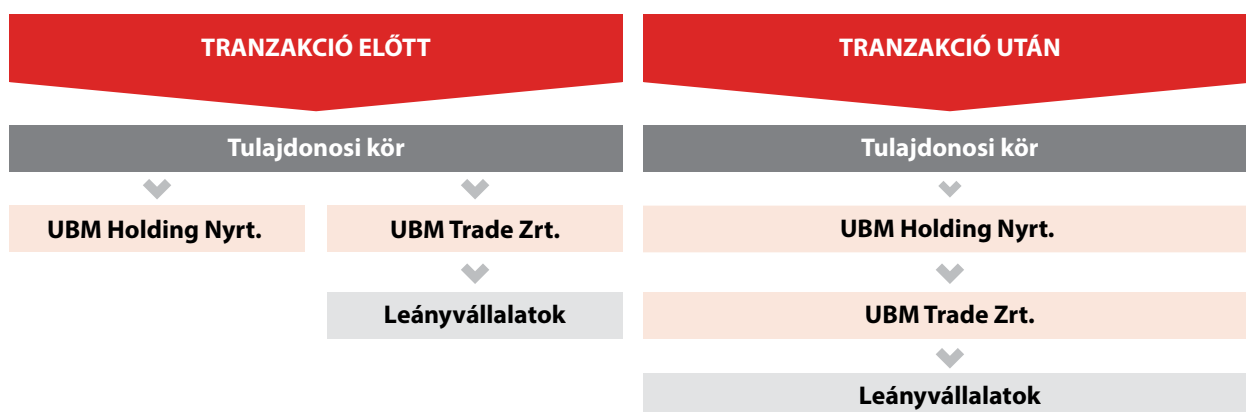 TRANZAKCIÓ ELŐTT
Tulajdonosi kör
UBM Holding Nyrt.
UBM Trade Zrt.
Leányvállalatok
TRANZAKCIÓ UTÁN
Tulajdonosi kör
UBM Holding Nyrt.
UBM Trade Zrt.
Leányvállalatok